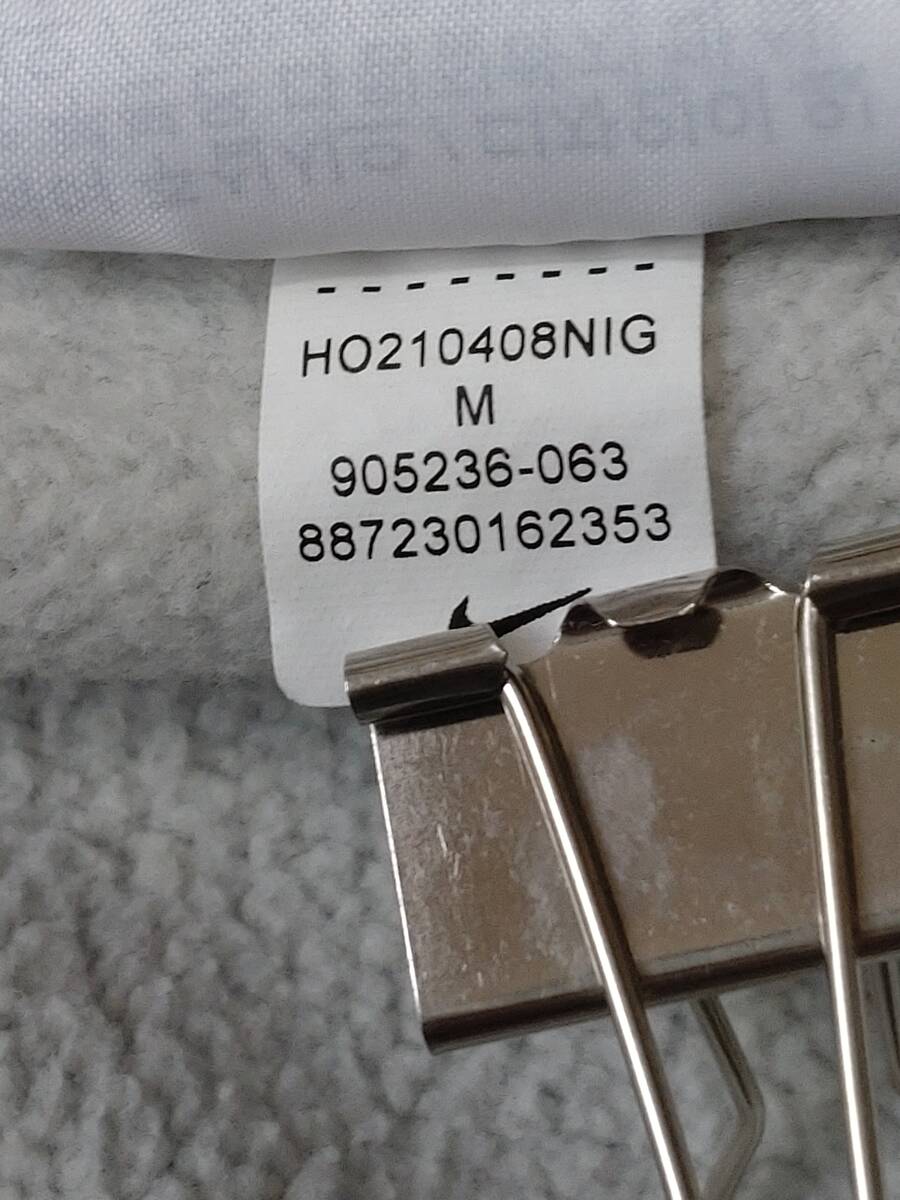 - - - - - - - -
HO210408NIG
M
905236-063
887230162353